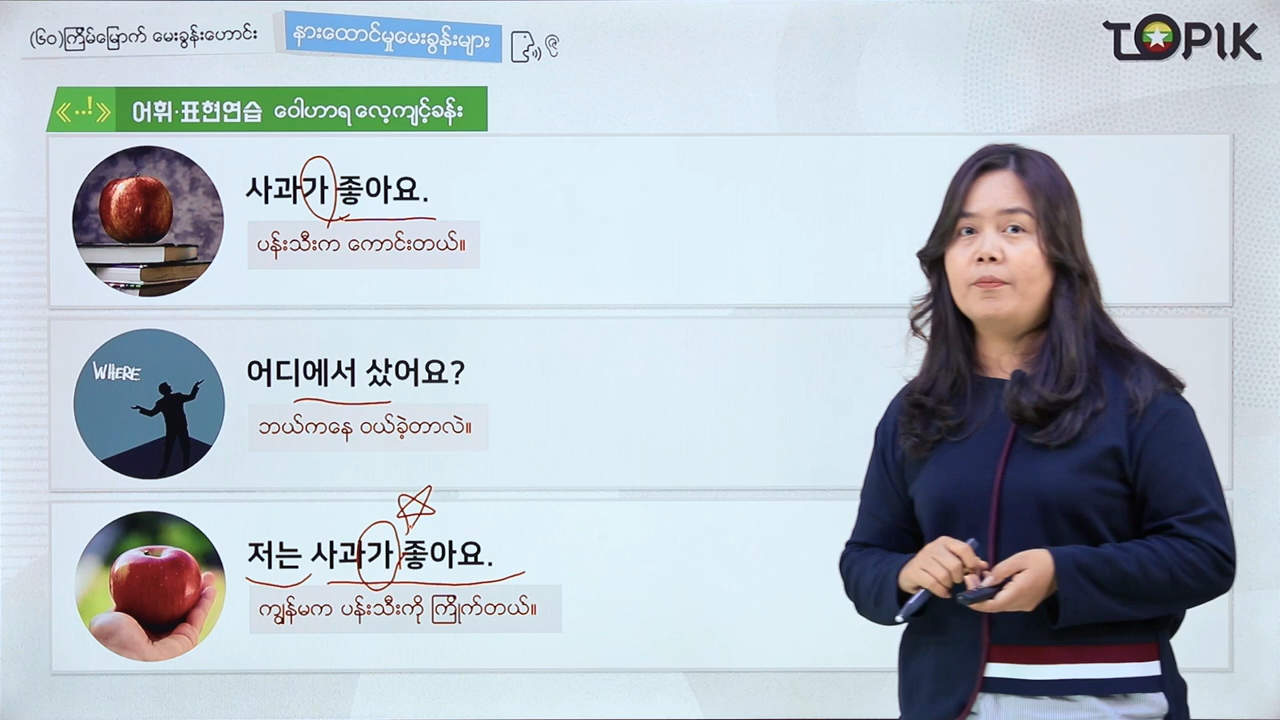 (၆၀)ကြိမ်မြောက် မေးခွန်းဟောင်း
နားထောင်မှုမေးခွန်းများ
TOPIK
어휘·표현연습 ဝေါဟာရ လေ့ကျင့်ခန်း
사과가 좋아요.
ပန်းသီးက ကောင်းတယ်။
WHERE
어디에서 샀어요?
ဘယ်ကနေ ဝယ်ခဲ့တာလဲ။
저는 사과가 좋아요.
ကျွန်မက ပန်းသီးကို ကြိုက်တယ်။